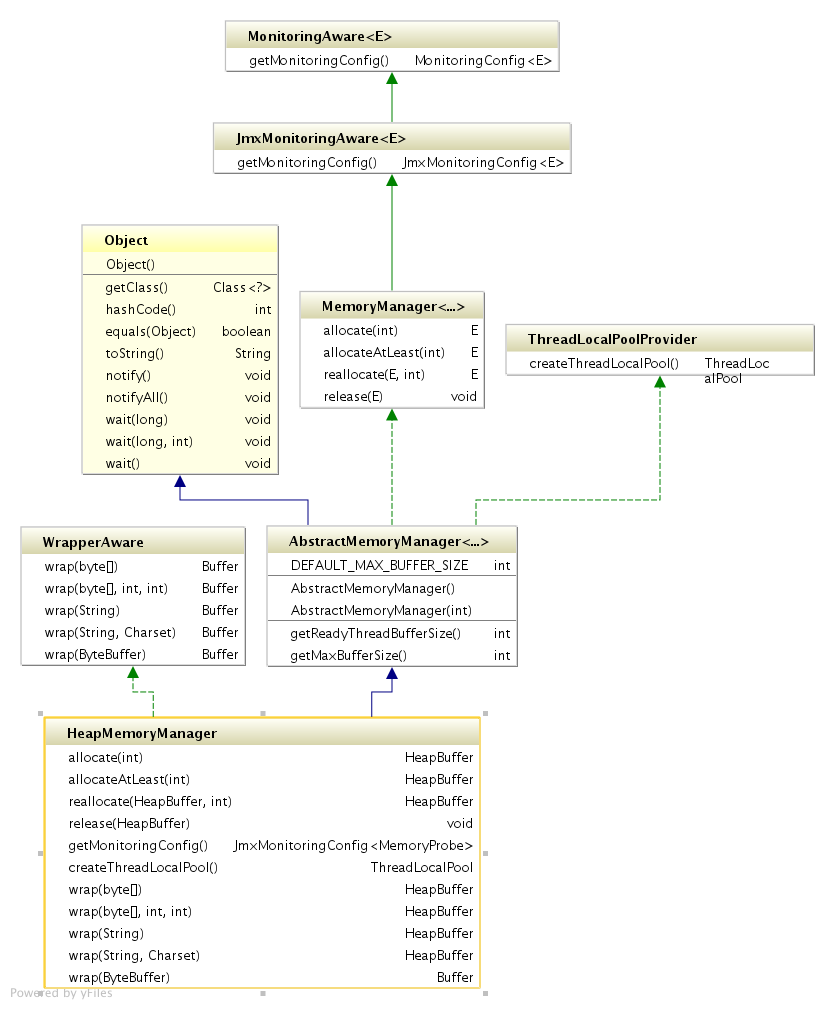 MonitoringAware<E>
getMonitoringConfig() MonitoringConfig<E>
JmxMonitoringAware<E>
getMonitoringConfig() JmxMonitoringConfig<E>
Object
Object()
getClass() Class<?>
hashCode() int
equals(Object) boolean
toString() String
notify() void
notifyAll() void
wait(long) void
wait(long, int) void
wait() void
MemoryManager<...>
allocate(int) E
allocateAtLeast(int) E
reallocate(E, int) E
release(E) void
ThreadLocalPoolProvider
createThreadLocalPool() ThreadLoc
alPool
WrapperAware
wrap(byte[]) Buffer
wrap(byte[], int, int) Buffer
wrap(String) Buffer
wrap(String, Charset) Buffer
wrap(ByteBuffer) Buffer
AbstractMemoryManager<...>
DEFAULT_MAX_BUFFER_SIZE int
AbstractMemoryManager()
AbstractMemoryManager(int)
getReadyThreadBufferSize() int
getMaxBufferSize() int
HeapMemoryManager
allocate(int) HeapBuffer
allocateAtLeast(int) HeapBuffer
reallocate(HeapBuffer, int) HeapBuffer
release(HeapBuffer) void
getMonitoringConfig() JmxMonitoringConfig<MemoryProbe>
createThreadLocalPool() ThreadLocalPool
wrap(byte[]) HeapBuffer
wrap(byte[], int, int) HeapBuffer
wrap(String) HeapBuffer
wrap(String, Charset) HeapBuffer
wrap(ByteBuffer) Buffer
Powered by yFiles